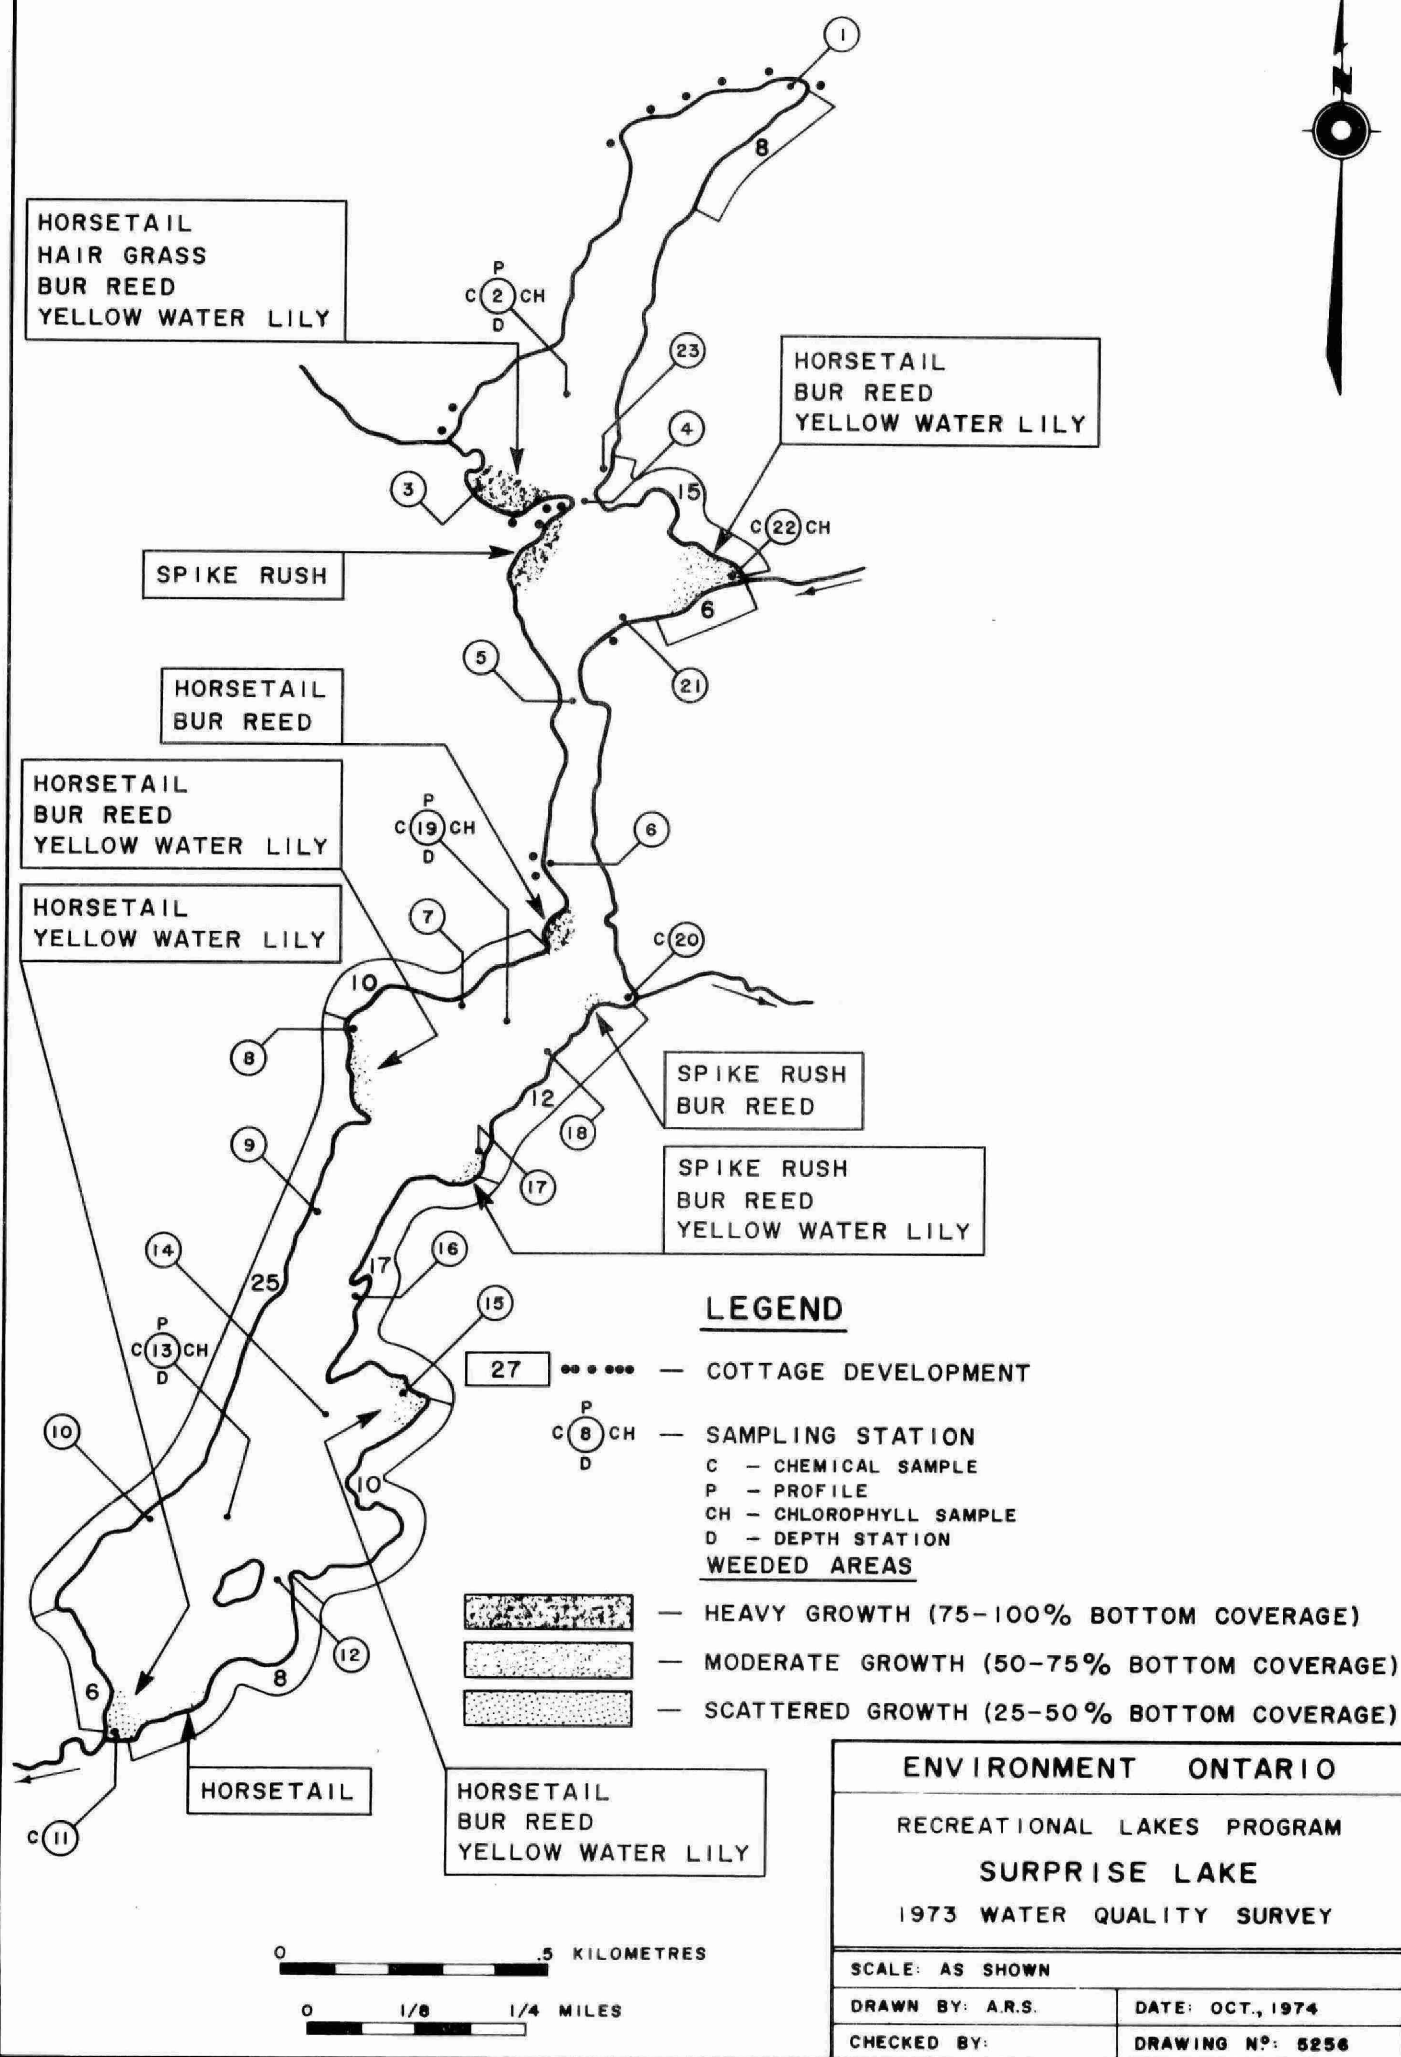 1
N
8
HORSETAIL
HAIR GRASS
BUR REED
YELLOW WATER LILY
P
C 2 CH
D
23
HORSETAIL
BUR REED
YELLOW WATER LILY
4
3
15
C 22 CH
SPIKE RUSH
6
5
21
HORSETAIL
BUR REED
HORSETAIL
BUR REED
YELLOW WATER LILY
P
C 19 CH
D
6
HORSETAIL
YELLOW WATER LILY
7
C 20
10
8
SPIKE RUSH
BUR REED
12
18
9
SPIKE RUSH
BUR REED
YELLOW WATER LILY
17
14
17
16
25
15
P
C 13 CH
D
10
10
12
8
6
HORSETAIL
C 11
HORSETAIL
BUR REED
YELLOW WATER LILY
LEGEND
27 — COTTAGE DEVELOPMENT
P
C 8 CH — SAMPLING STATION
D
C – CHEMICAL SAMPLE
P – PROFILE
CH – CHLOROPHYLL SAMPLE
D – DEPTH STATION
WEEDED AREAS
— HEAVY GROWTH (75-100% BOTTOM COVERAGE)
— MODERATE GROWTH (50-75% BOTTOM COVERAGE)
— SCATTERED GROWTH (25-50% BOTTOM COVERAGE)
0 .5 KILOMETRES
0 1/8 1/4 MILES
ENVIRONMENT ONTARIO
RECREATIONAL LAKES PROGRAM
SURPRISE LAKE
1973 WATER QUALITY SURVEY
SCALE: AS SHOWN
DRAWN BY: A.R.S. DATE: OCT., 1974
CHECKED BY: DRAWING Nº: 5256